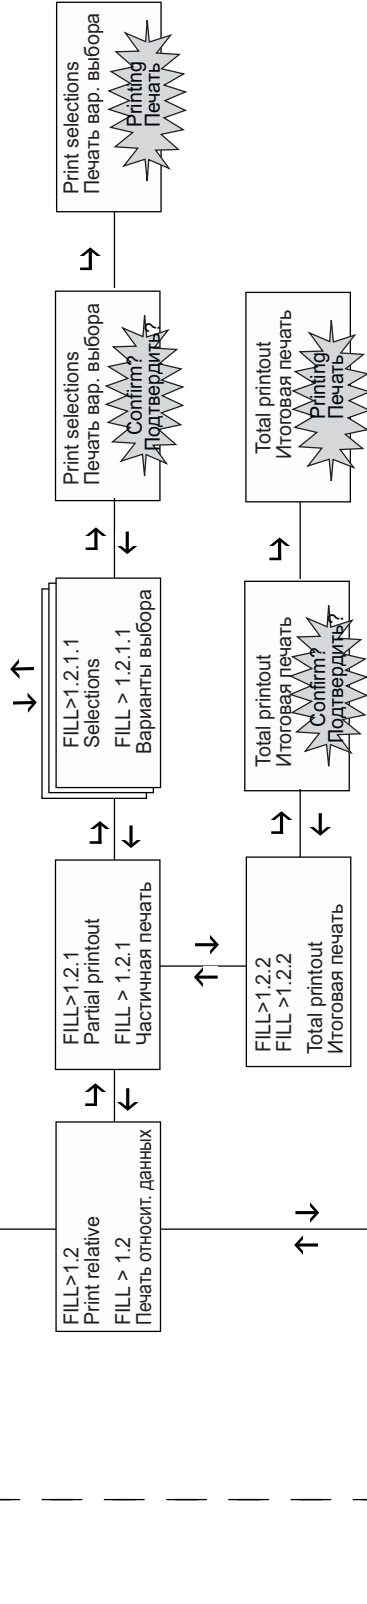 FILL>1.2
Print relative
FILL > 1.2
Печать относит. данных
FILL>1.2.1
Partial printout
FILL > 1.2.1
Частичная печать
FILL>1.2.1.1
Selections
FILL > 1.2.1.1
Варианты выбора
Print selections
Печать вар. выбора
Confirm?
Подтвердить?
Print selections
Печать вар. выбора
Printing
Печать
FILL>1.2.2
FILL >1.2.2
Total printout
Итоговая печать
Total printout
Итоговая печать
Confirm?
Подтвердить?
Total printout
Итоговая печать
Printing
Печать